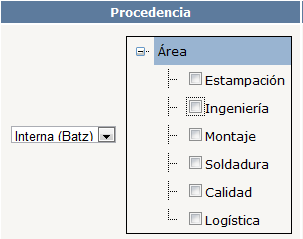 Procedencia
Área
Estampación
Ingeniería
Interna (Batz)
Montaje
Soldadura
Calidad
Logística